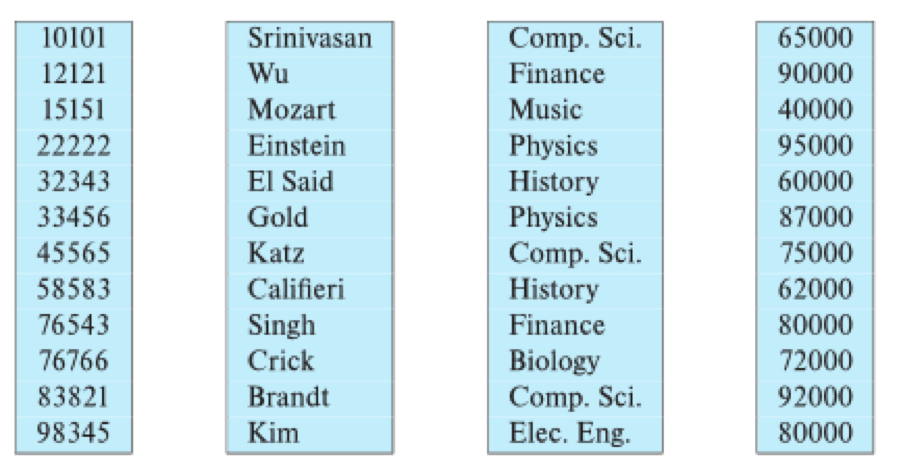 10101 Srinivasan Comp. Sci. 65000
12121 Wu Finance 90000
15151 Mozart Music 40000
22222 Einstein Physics 95000
32343 El Said History 60000
33456 Gold Physics 87000
45565 Katz Comp. Sci. 75000
58583 Califieri History 62000
76543 Singh Finance 80000
76766 Crick Biology 72000
83821 Brandt Comp. Sci. 92000
98345 Kim Elec. Eng. 80000